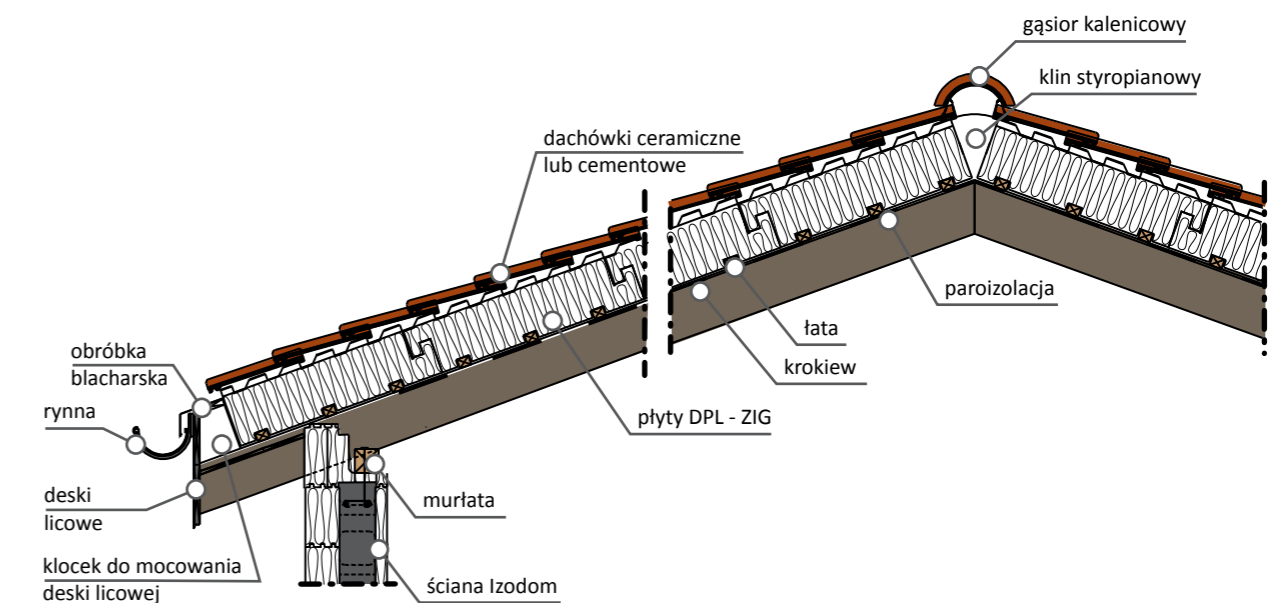 gąsior kalenicowy
klin styropianowy
dachówki ceramiczne
lub cementowe
paroizolacja
łata
krokiew
obróbka
blacharska
rynna
płyty DPL - ZIG
deski
licowe
murłata
klocek do mocowania
deski licowej
ściana Izodom